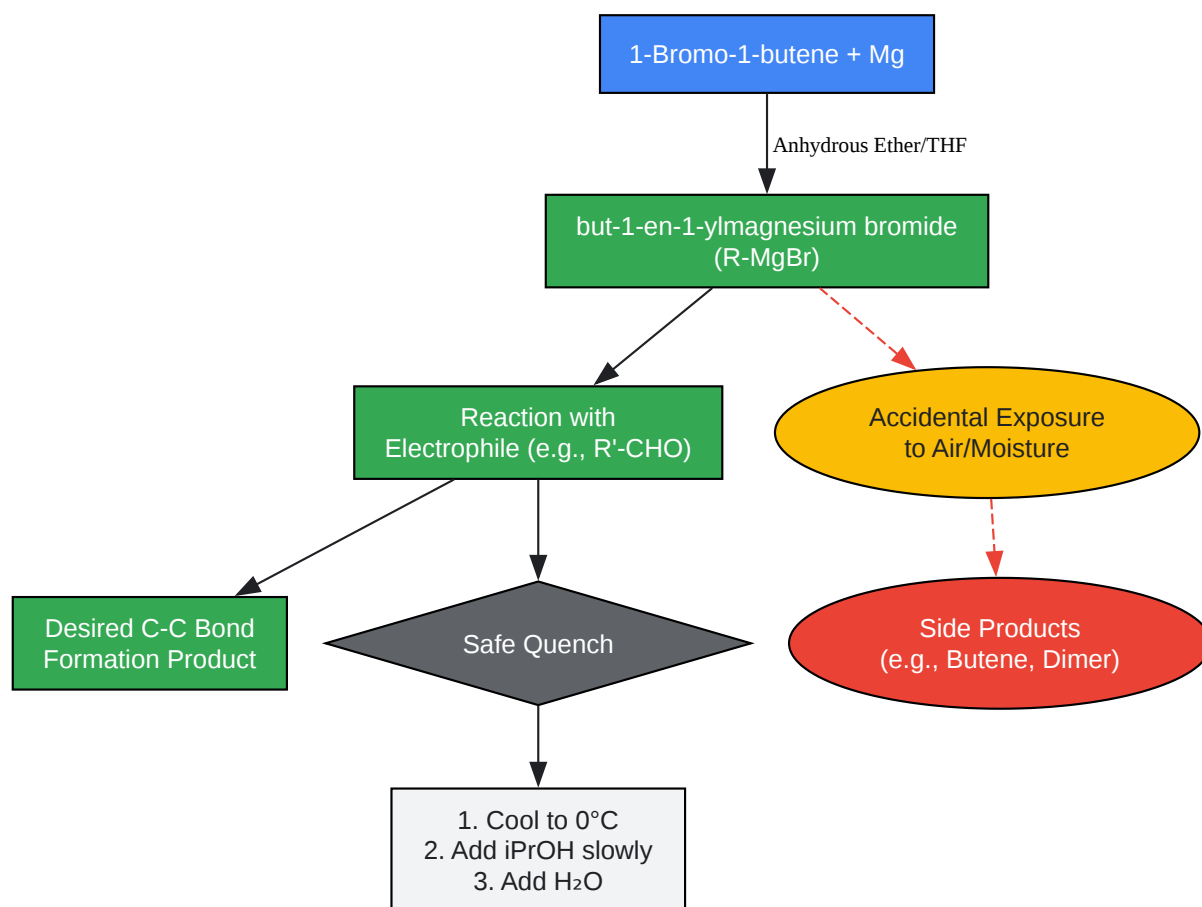 1-Bromo-1-butene + Mg
Anhydrous Ether/THF
but-1-en-1-ylmagnesium bromide
(R-MgBr)
Reaction with
Electrophile (e.g., R'-CHO)
Accidental Exposure
to Air/Moisture
Desired C-C Bond
Formation Product
Safe Quench
Side Products
(e.g., Butene, Dimer)
1. Cool to 0°C
2. Add iPrOH slowly
3. Add H₂O